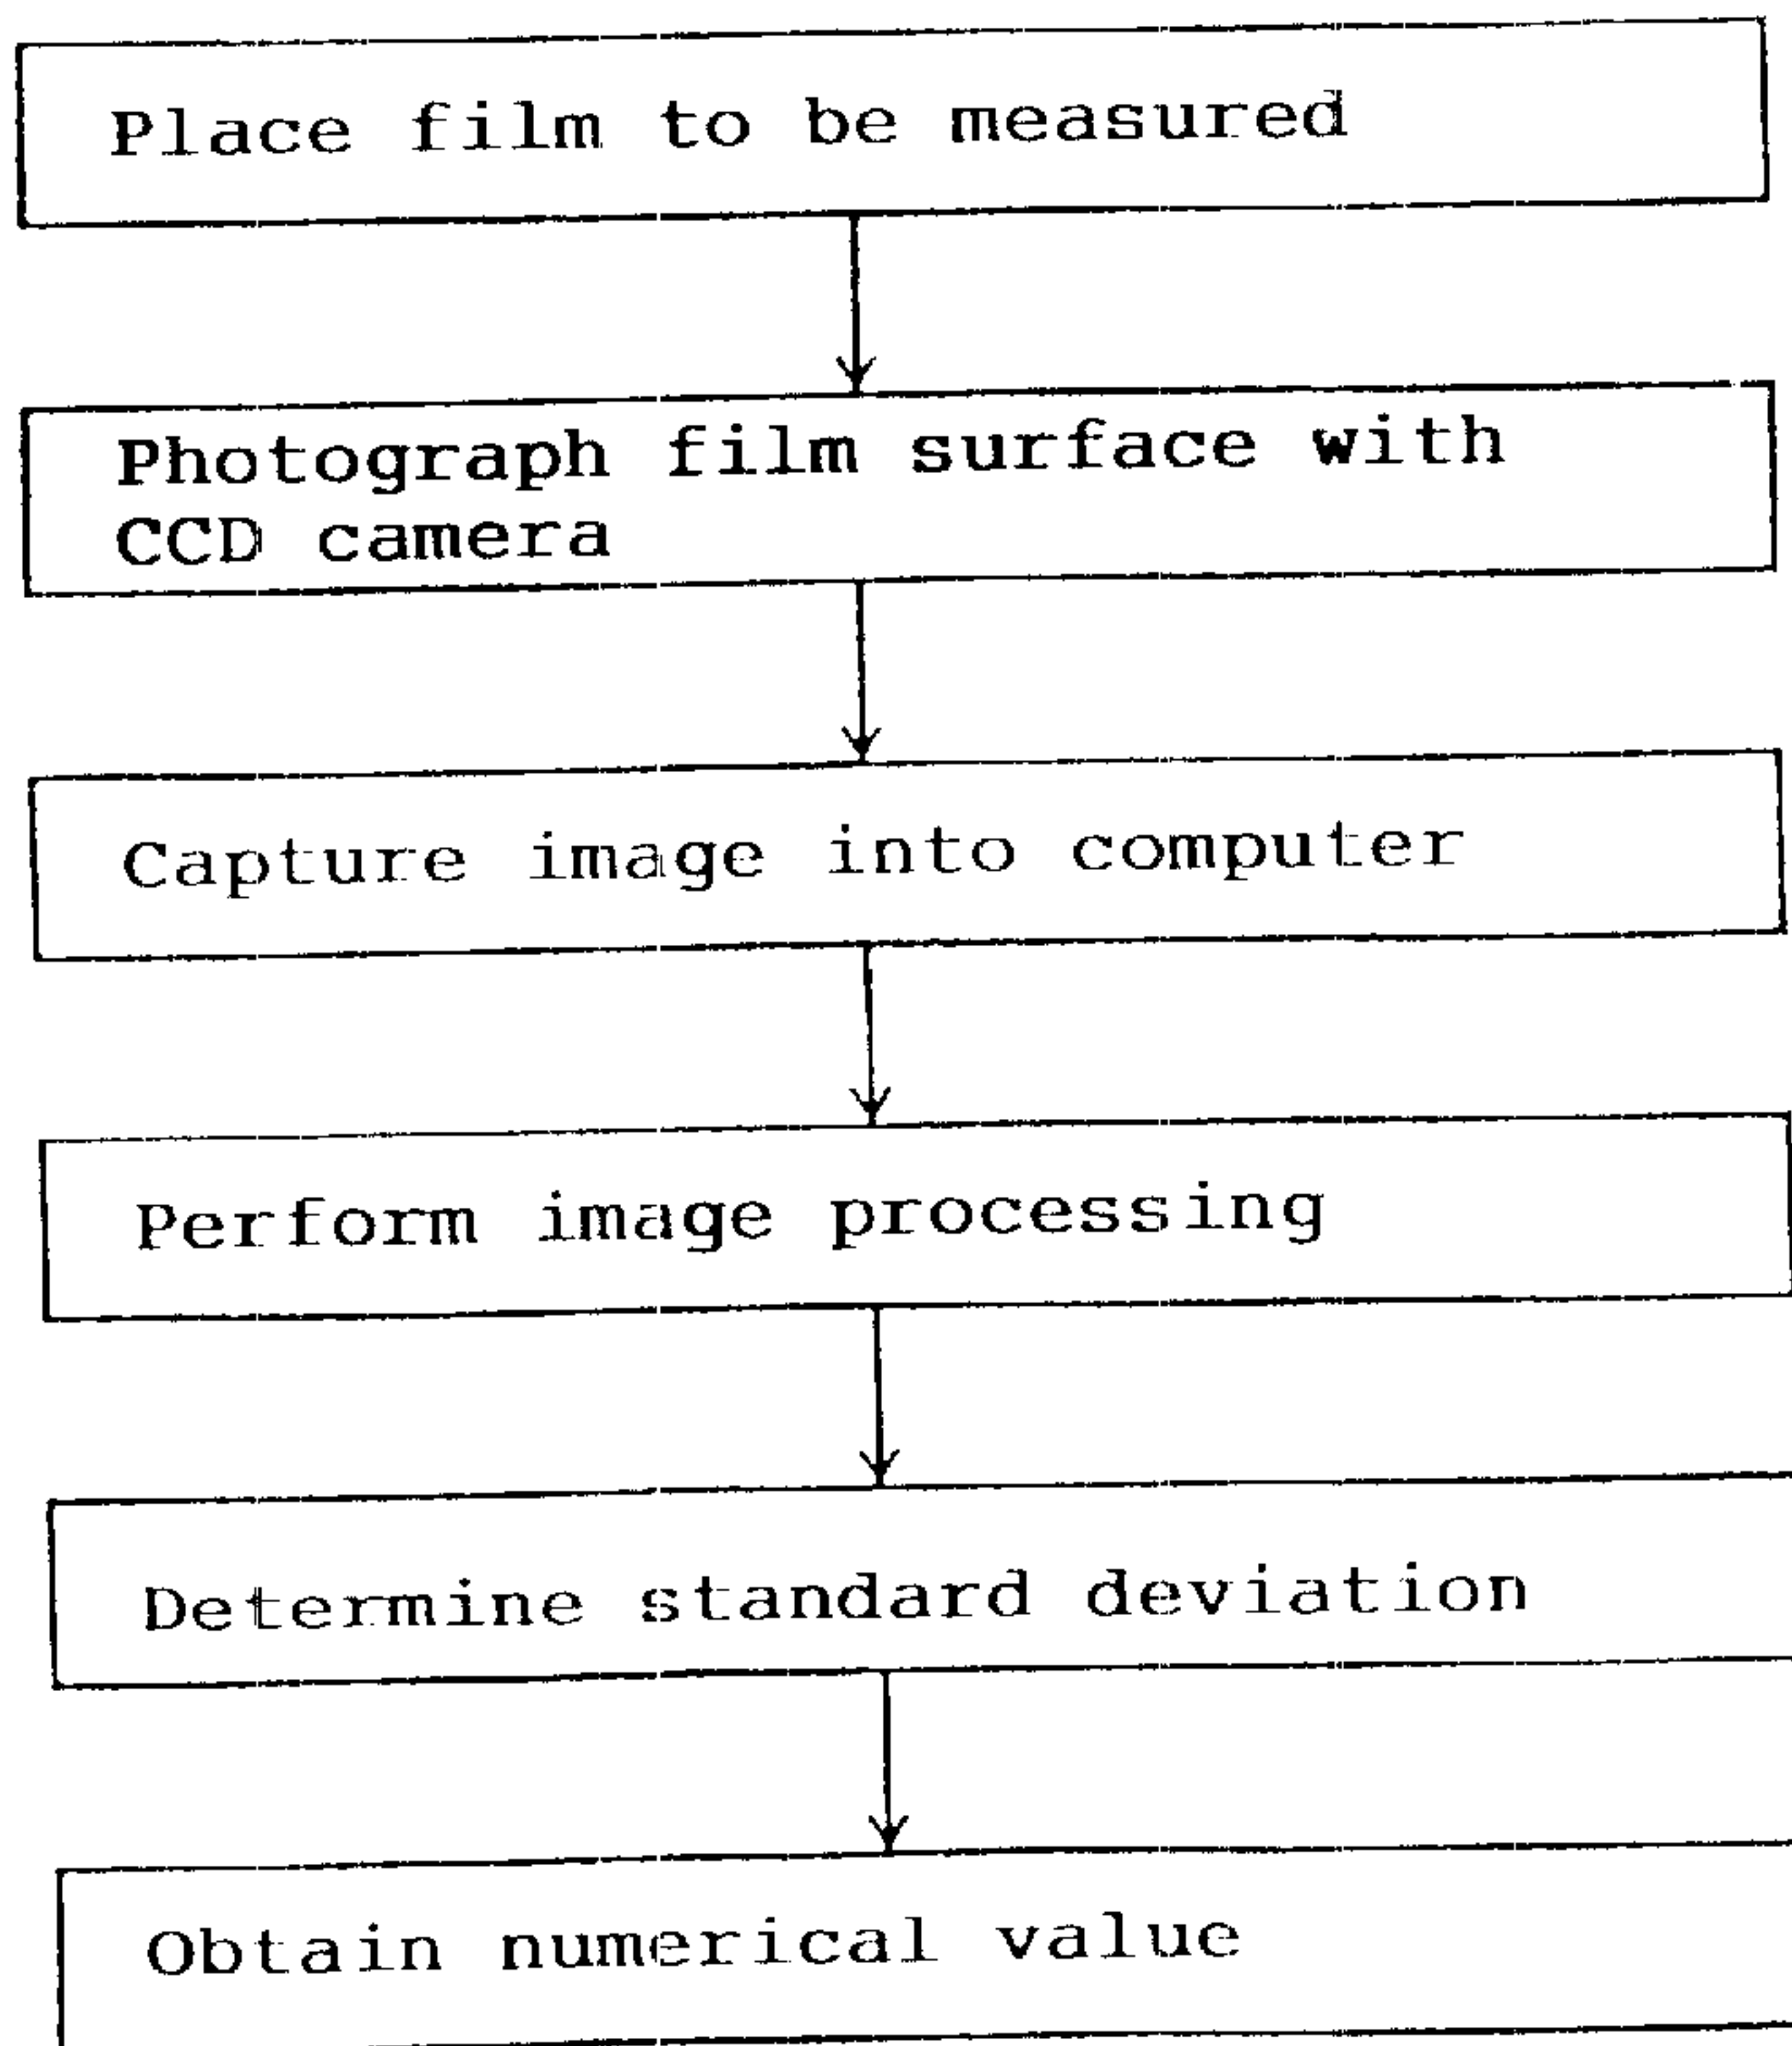 Place film to be measured
Photograph film surface with
CCD camera
Capture image into computer
Perform image processing
Determine standard deviation
Obtain numerical value